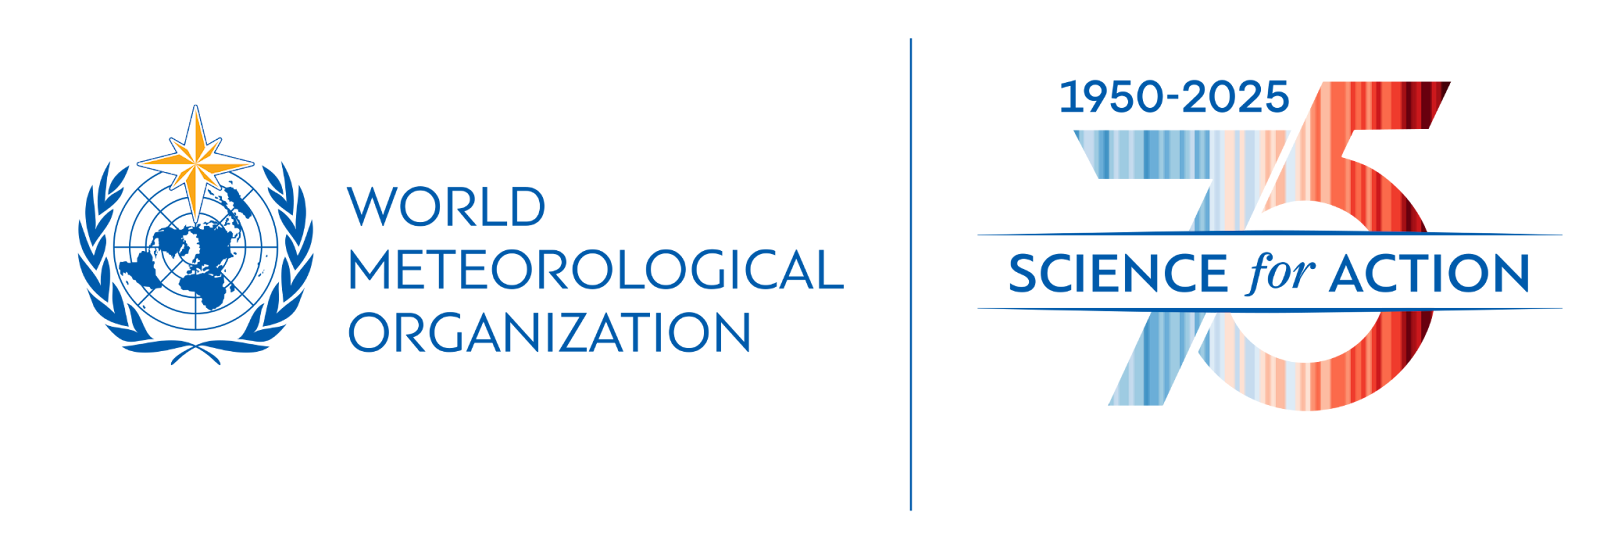 WORLD
METEOROLOGICAL
ORGANIZATION
1950-2025
75
SCIENCE for ACTION